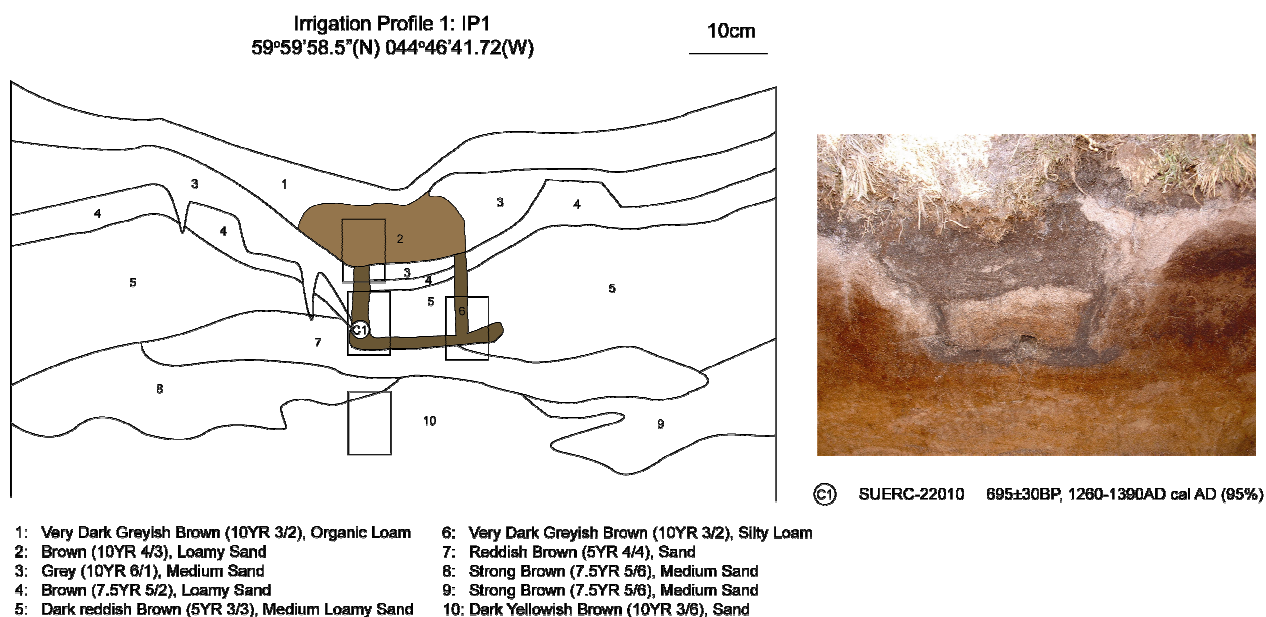 Irrigation Profile 1: IP1
59º59'58.5"(N) 044º46'41.72(W)
10cm
1
3
3
4
4
4
2
3
4
5
5
5
6
C1
7
8
10
9
C1 SUERC-22010 695±30BP, 1260-1390AD cal AD (95%)
1: Very Dark Greyish Brown (10YR 3/2), Organic Loam
2: Brown (10YR 4/3), Loamy Sand
3: Grey (10YR 6/1), Medium Sand
4: Brown (7.5YR 5/2), Loamy Sand
5: Dark reddish Brown (5YR 3/3), Medium Loamy Sand
6: Very Dark Greyish Brown (10YR 3/2), Silty Loam
7: Reddish Brown (5YR 4/4), Sand
8: Strong Brown (7.5YR 5/6), Medium Sand
9: Strong Brown (7.5YR 5/6), Medium Sand
10: Dark Yellowish Brown (10YR 3/6), Sand